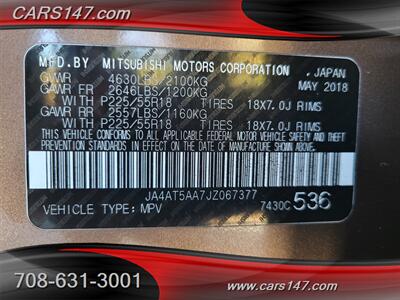 CARS147.com
MFD.BY MITSUBISHI MOTORS CORPORATION , JAPAN
GVWR 4630LBS/2100KG MAY 2018
GAWR FR 2646LBS/1200KG
WITH P225/55R18 TIRES 18X7.0J RIMS
GAWR RR 2557LBS/1160KG
WITH P225/55R18 TIRES 18X7.0J RIMS
THIS VEHICLE CONFORMS TO ALL APPLICABLE FEDERAL MOTOR VEHICLE SAFETY, BUMPER AND THEFT PREVENTION STANDARDS IN EFFECT ON THE DATE OF MANUFACTURE SHOWN ABOVE.
JA4AT5AA7JZ067377
VEHICLE TYPE: MPV 7430C 536
708-631-3001 cars147.com